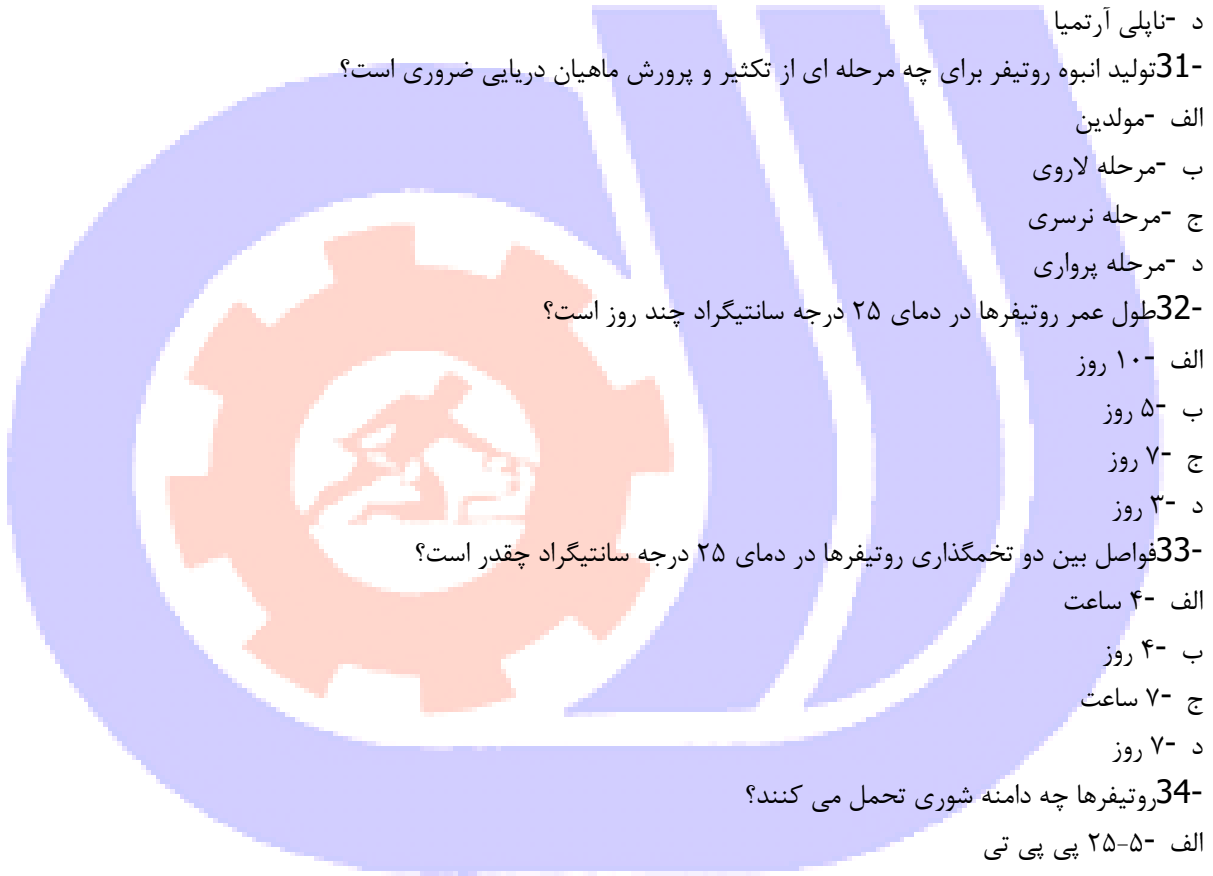 د -ناپلی آرتمیا
31-تولید انبوه روتیفر برای چه مرحله ای از تکثیر و پرورش ماهیان دریایی ضروری است؟
الف -مولدین
ب -مرحله لاروی
ج -مرحله نرسری
د -مرحله پرواری
32-طول عمر روتیفرها در دمای ۲۵ درجه سانتیگراد چند روز است؟
الف -۱۰ روز
ب -۵ روز
ج -۷ روز
د -۳ روز
33-فواصل بین دو تخمگذاری روتیفرها در دمای ۲۵ درجه سانتیگراد چقدر است؟
الف -۴ ساعت
ب -۴ روز
ج -۷ ساعت
د -۷ روز
34-روتیفرها چه دامنه شوری تحمل می کنند؟
الف -۵-۲۵ پی پی تی